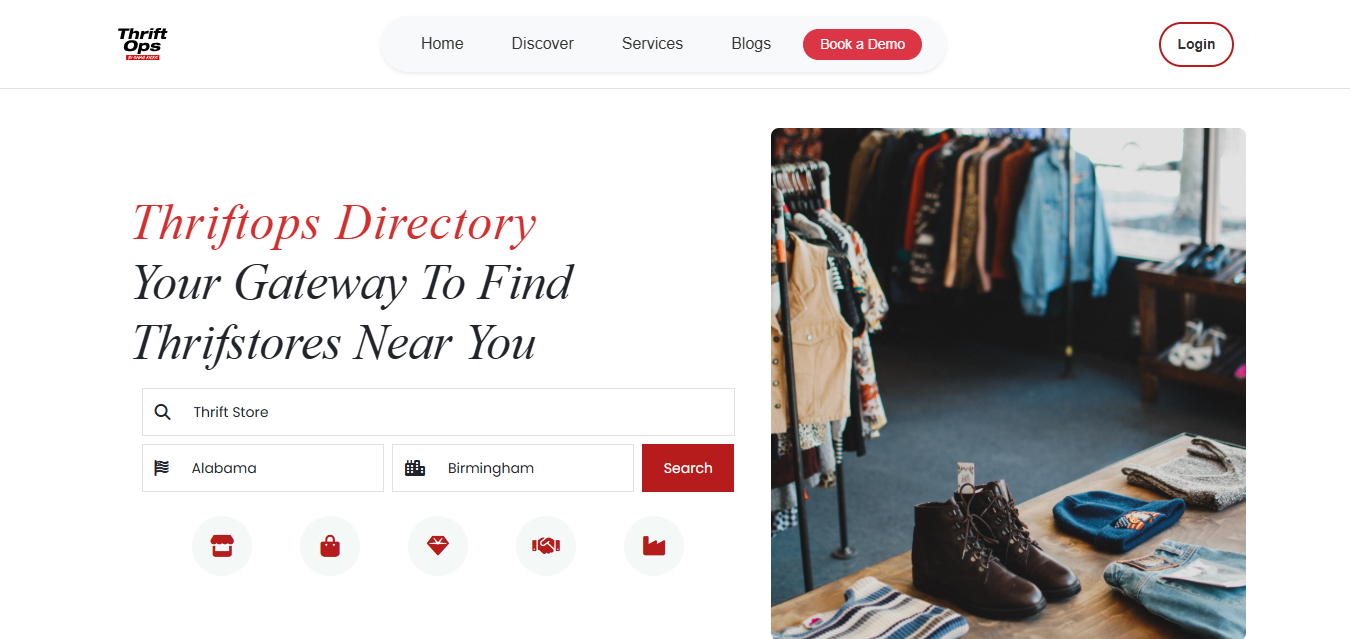 Thrift
Ops
Home
Discover
Services
Blogs
Book a Demo
Login
Thriftops Directory
Your Gateway To Find
Thrifstores Near You
Thrift Store
Alabama
Birmingham
Search